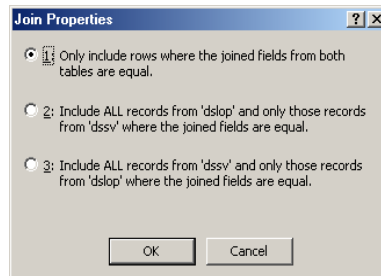 Join Properties
1: Only include rows where the joined fields from both
tables are equal.
2: Include ALL records from 'dslop' and only those records
from 'dssv' where the joined fields are equal.
3: Include ALL records from 'dssv' and only those records
from 'dslop' where the joined fields are equal.
OK Cancel